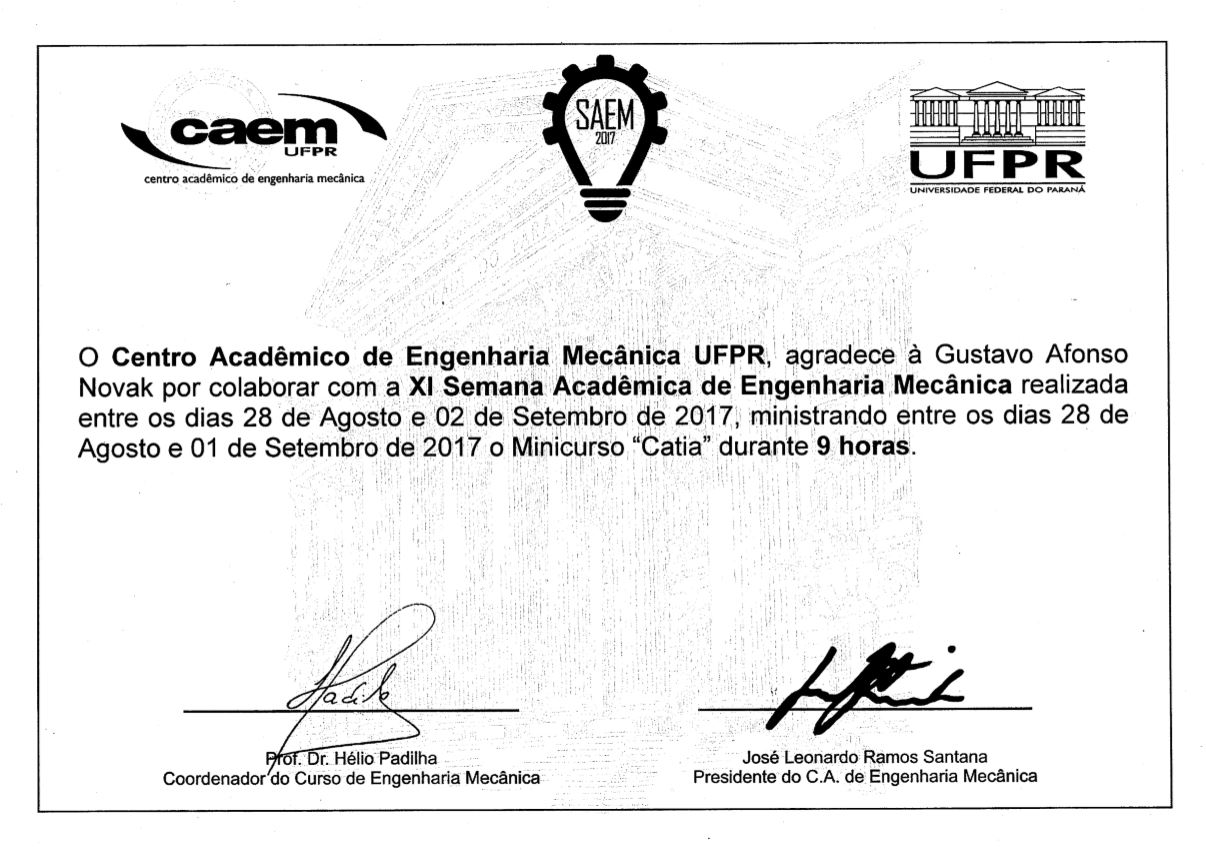 caem
UFPR
centro acadêmico de engenharia mecânica
SAEM
2017
UFPR
UNIVERSIDADE FEDERAL DO PARANÁ
O Centro Acadêmico de Engenharia Mecânica UFPR, agradece à Gustavo Afonso
Novak por colaborar com a XI Semana Acadêmica de Engenharia Mecânica realizada
entre os dias 28 de Agosto e 02 de Setembro de 2017, ministrando entre os dias 28 de
Agosto e 01 de Setembro de 2017 o Minicurso “Catia” durante 9 horas.
Prof. Dr. Hélio Padilha
Coordenador do Curso de Engenharia Mecânica
José Leonardo Ramos Santana
Presidente do C.A. de Engenharia Mecânica